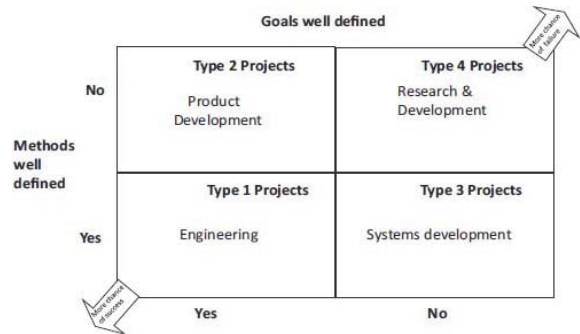 Goals well defined
More chance
of failure
Type 2 Projects
Type 4 Projects
No
Product
Development
Research &
Development
Methods
well
defined
Type 1 Projects
Type 3 Projects
Yes
Engineering
Systems development
More chance
of success
Yes
No